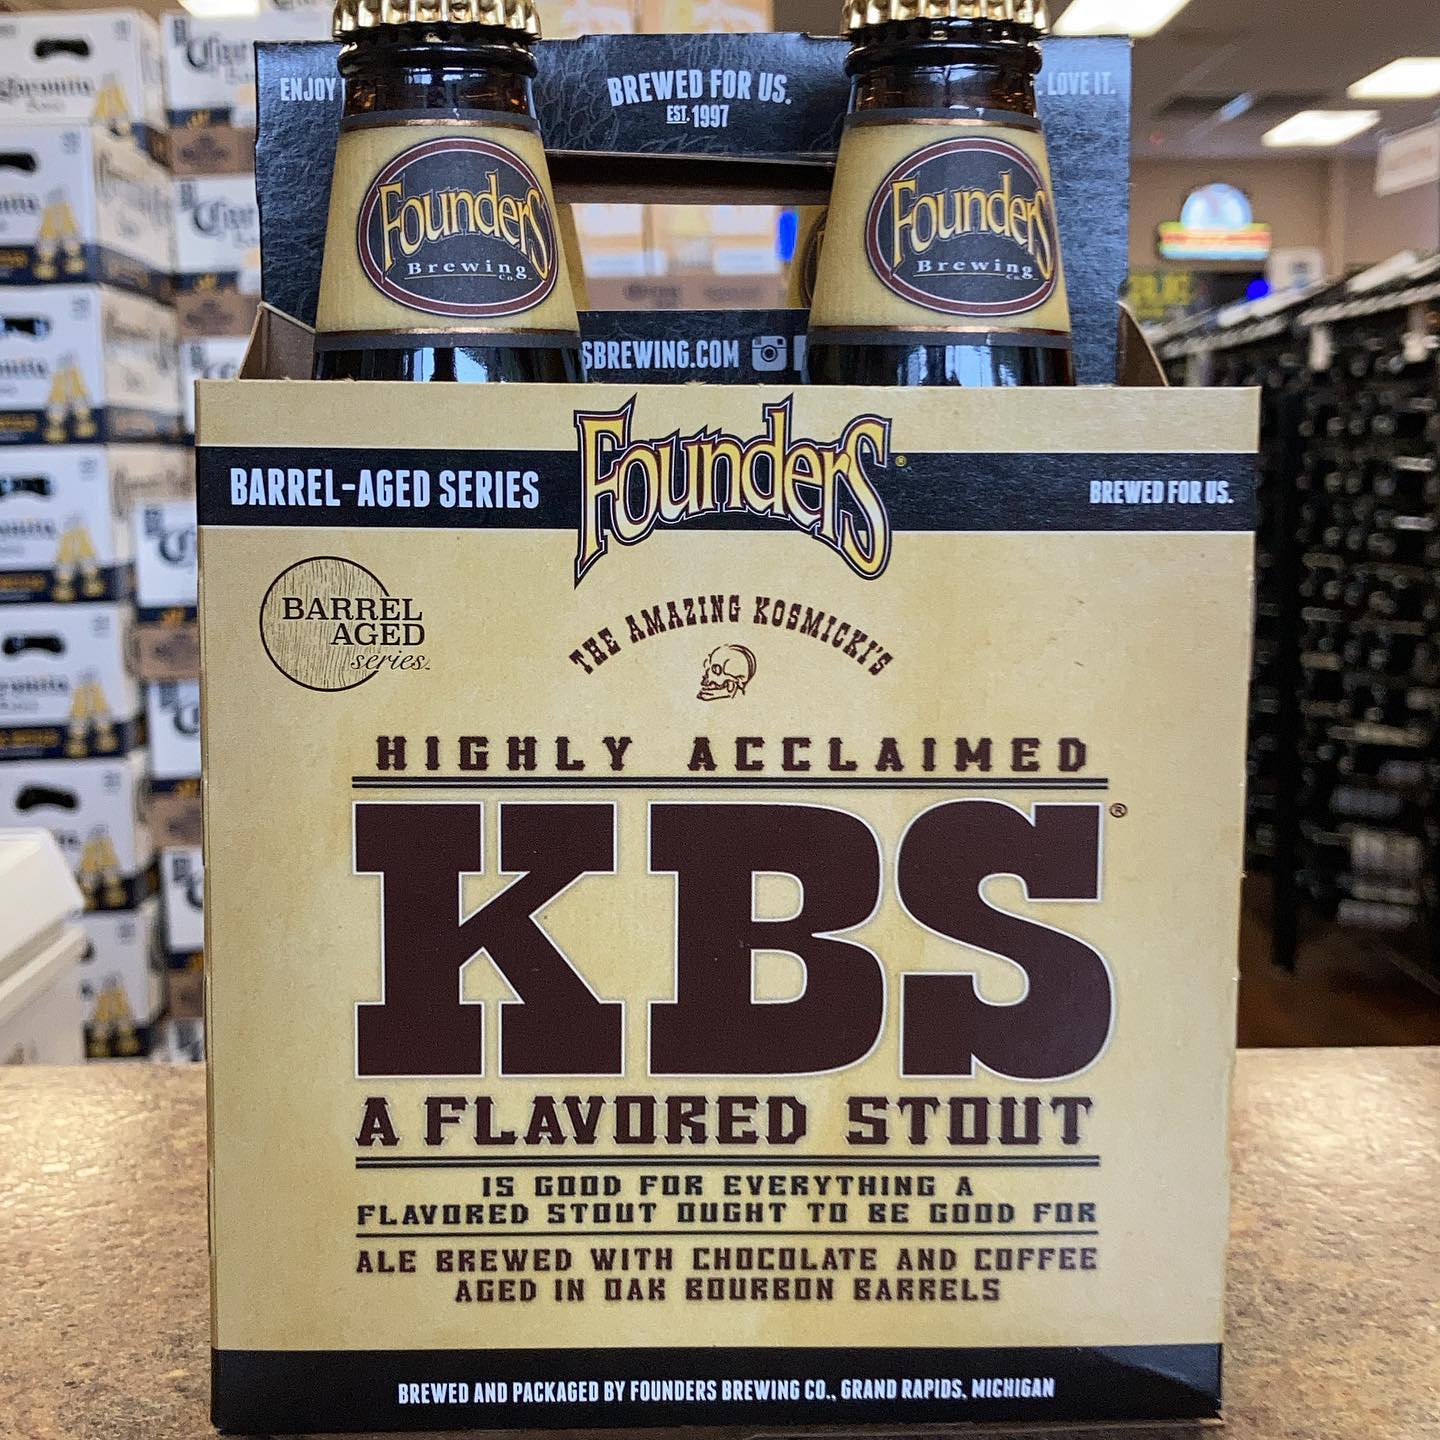 ENJOY
BREWED FOR US.
LOVE IT.
EST. 1997
Founders
Brewing Co.
Founders
Brewing Co.
SBREWING.COM
BARREL-AGED SERIES
Founders®
BREWED FOR US.
BARREL
AGED
series.
THE AMAZING KOSMICKI'S
HIGHLY ACCLAIMED
KBS®
A FLAVORED STOUT
IS GOOD FOR EVERYTHING A
FLAVORED STOUT OUGHT TO BE GOOD FOR
ALE BREWED WITH CHOCOLATE AND COFFEE
AGED IN OAK BOURBON BARRELS
BREWED AND PACKAGED BY FOUNDERS BREWING CO., GRAND RAPIDS, MICHIGAN